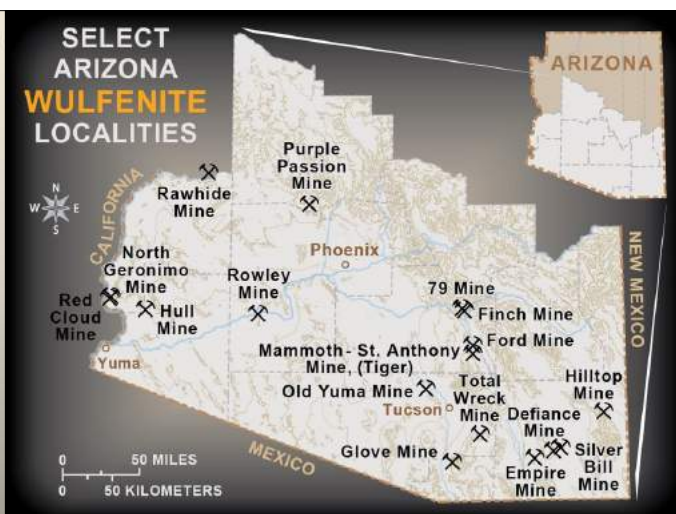 SELECT
ARIZONA
WULFENITE
LOCALITIES
ARIZONA
N
W E
S
CALIFORNIA
NEW MEXICO
MEXICO
Rawhide
Mine
Purple
Passion
Mine
Phoenix
North
Geronimo
Mine
Red
Cloud
Mine
Hull
Mine
Rowley
Mine
Yuma
79 Mine
Finch Mine
Ford Mine
Mammoth - St. Anthony
Mine, (Tiger)
Old Yuma Mine
Tucson
Total
Wreck
Mine
Hilltop
Mine
Defiance
Mine
Glove Mine
Empire
Mine
Silver
Bill
Mine
0 50 MILES
0 50 KILOMETERS